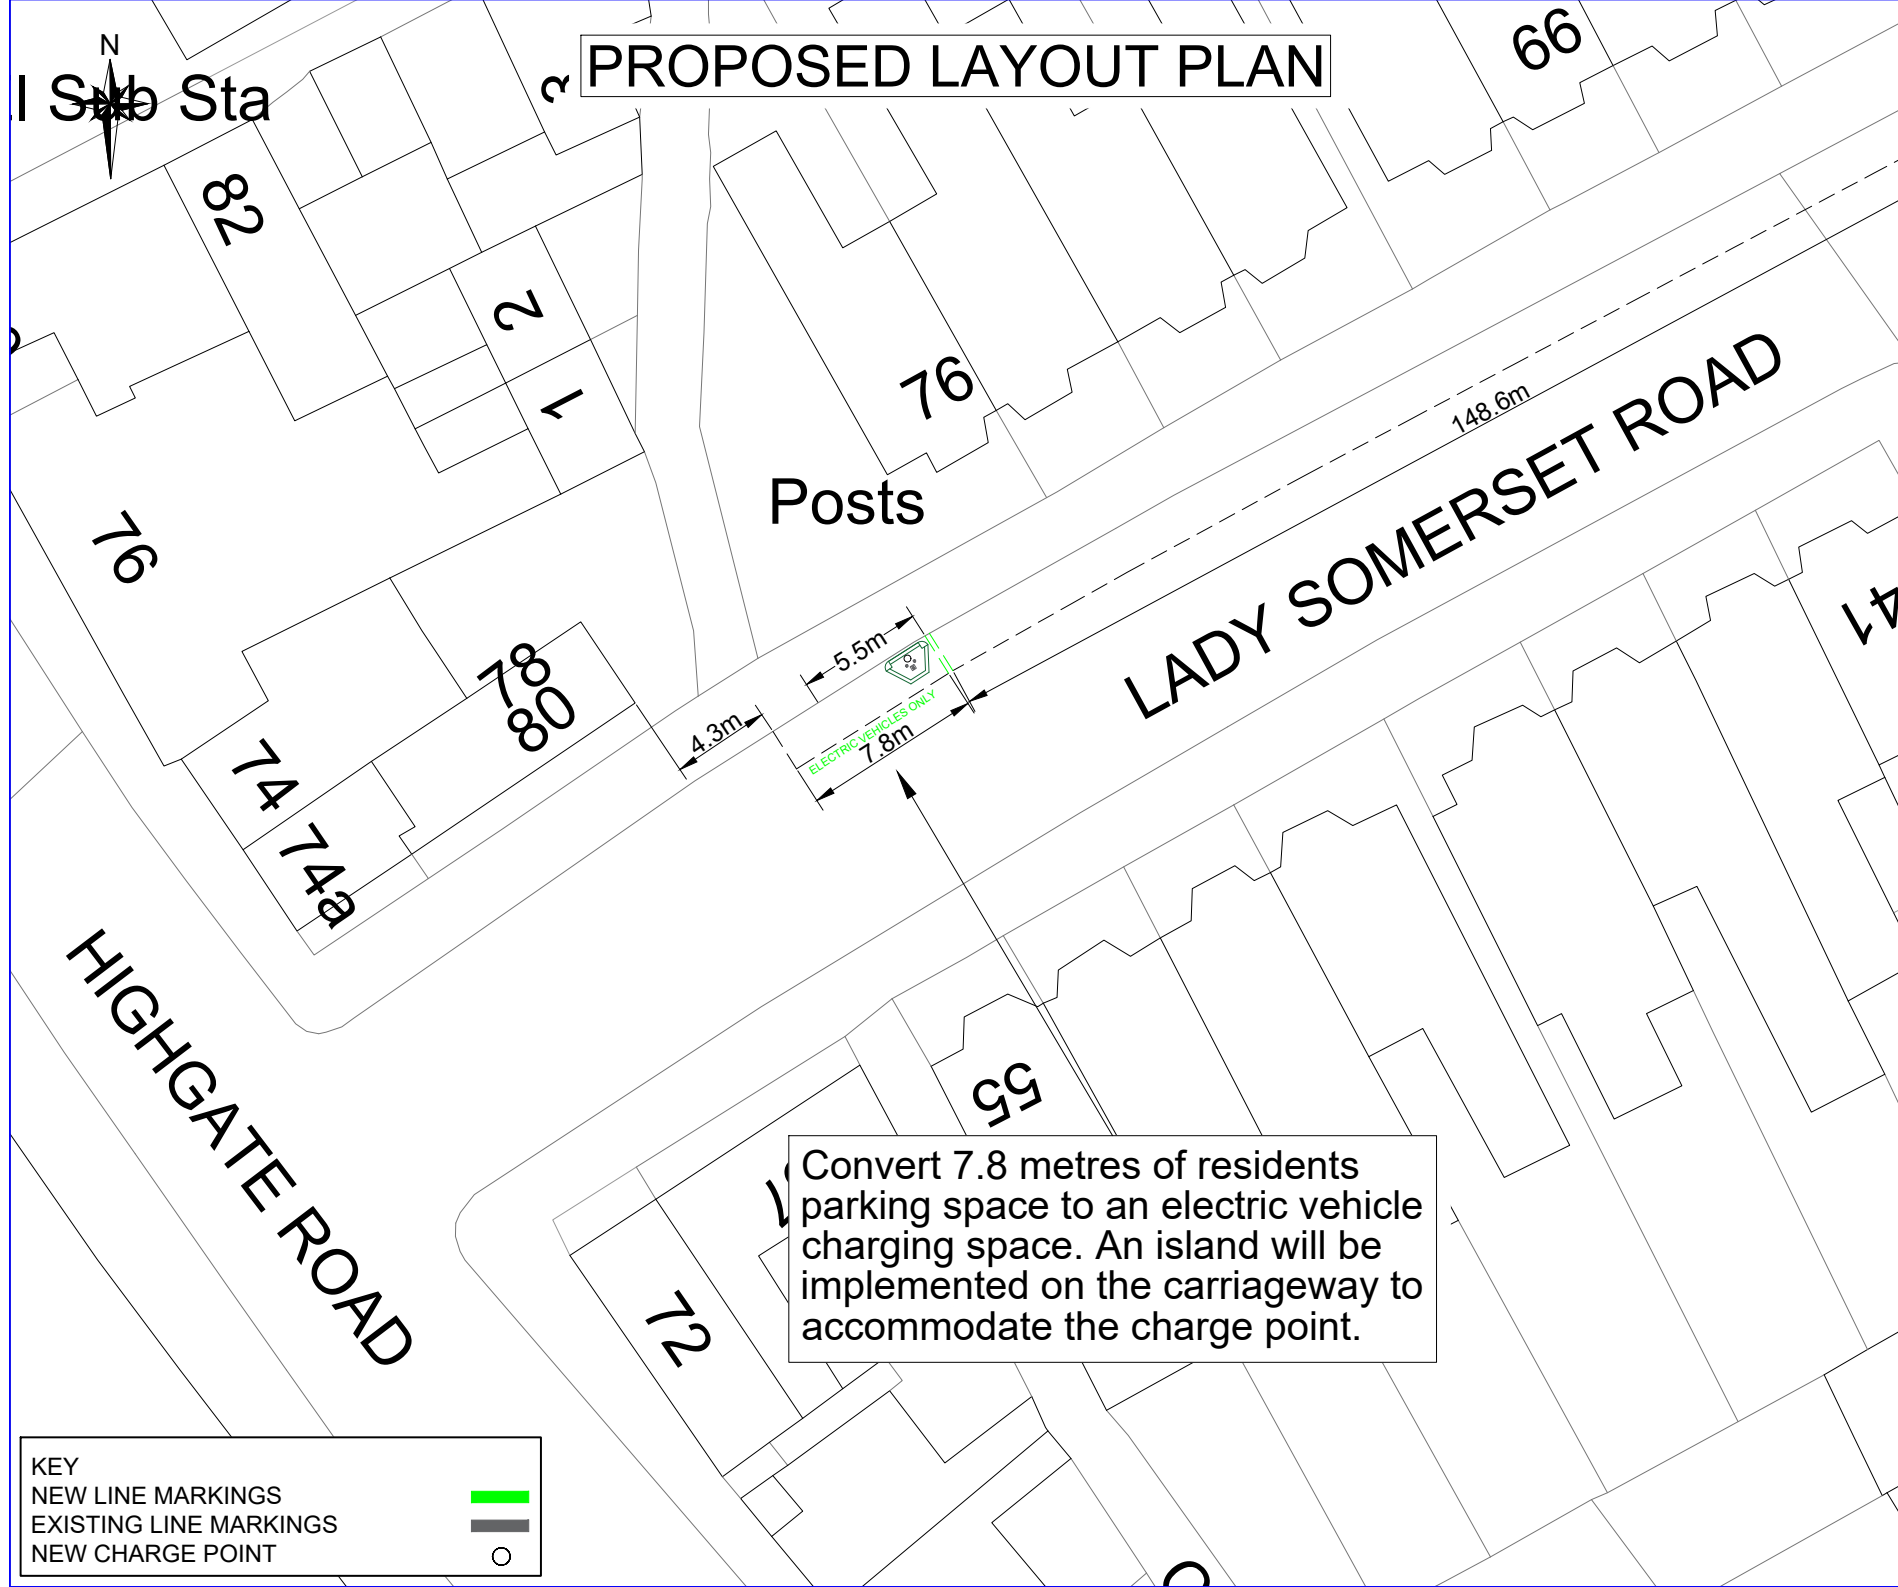 PROPOSED LAYOUT PLAN
N
l Sub Sta
66
3
82
2
1
76
76
Posts
148.6m
LADY SOMERSET ROAD
41
5.5m
4.3m
ELECTRIC VEHICLES ONLY
7.8m
78
80
74
74a
HIGHGATE ROAD
55
72
Convert 7.8 metres of residents
parking space to an electric vehicle
charging space. An island will be
implemented on the carriageway to
accommodate the charge point.
KEY
NEW LINE MARKINGS
EXISTING LINE MARKINGS
NEW CHARGE POINT